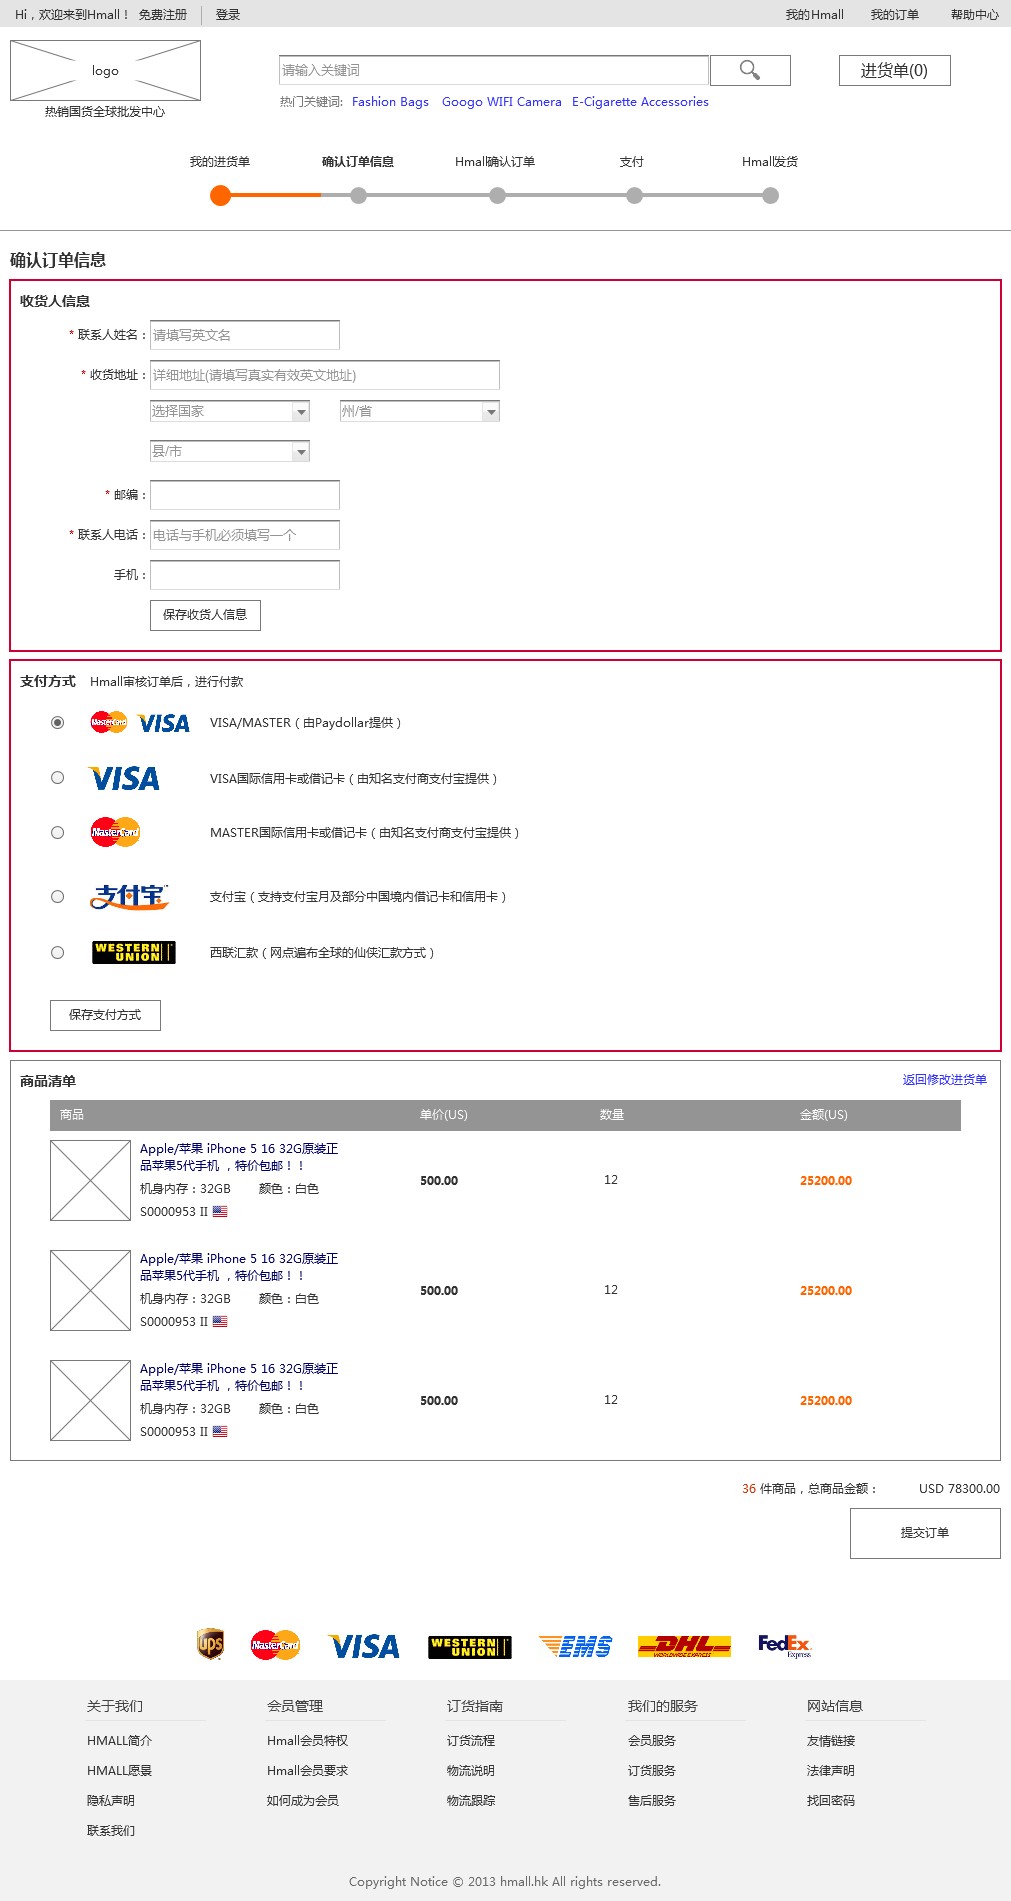 Hi，欢迎来到Hmall！ 免费注册 登录 我的Hmall 我的订单 帮助中心
logo
热销国货全球批发中心
请输入关键词
进货单(0)
热门关键词: Fashion Bags Googo WIFI Camera E-Cigarette Accessories
我的进货单 确认订单信息 Hmall确认订单 支付 Hmall发货
确认订单信息
收货人信息
* 联系人姓名： 请填写英文名
* 收货地址： 详细地址(请填写真实有效英文地址)
选择国家 州/省
县/市
* 邮编：
* 联系人电话： 电话与手机必须填写一个
手机：
保存收货人信息
支付方式 Hmall审核订单后，进行付款
MasterCard VISA VISA/MASTER（由Paydollar提供）
VISA VISA国际信用卡或借记卡（由知名支付商支付宝提供）
MasterCard MASTER国际信用卡或借记卡（由知名支付商支付宝提供）
支付宝 支付宝（支持支付宝月及部分中国境内借记卡和信用卡）
WESTERN UNION 西联汇款（网点遍布全球的仙侠汇款方式）
保存支付方式
商品清单 返回修改进货单
商品 单价(US) 数量 金额(US)
Apple/苹果 iPhone 5 16 32G原装正
品苹果5代手机 ，特价包邮！！
机身内存：32GB 颜色：白色
S0000953 II
500.00 12 25200.00
Apple/苹果 iPhone 5 16 32G原装正
品苹果5代手机 ，特价包邮！！
机身内存：32GB 颜色：白色
S0000953 II
500.00 12 25200.00
Apple/苹果 iPhone 5 16 32G原装正
品苹果5代手机 ，特价包邮！！
机身内存：32GB 颜色：白色
S0000953 II
500.00 12 25200.00
36 件商品，总商品金额： USD 78300.00
提交订单
ups MasterCard VISA WESTERN UNION EMS DHL WORLDWIDE EXPRESS FedEx Express
关于我们 会员管理 订货指南 我们的服务 网站信息
HMALL简介 Hmall会员特权 订货流程 会员服务 友情链接
HMALL愿景 Hmall会员要求 物流说明 订货服务 法律声明
隐私声明 如何成为会员 物流跟踪 售后服务 找回密码
联系我们
Copyright Notice © 2013 hmall.hk All rights reserved.